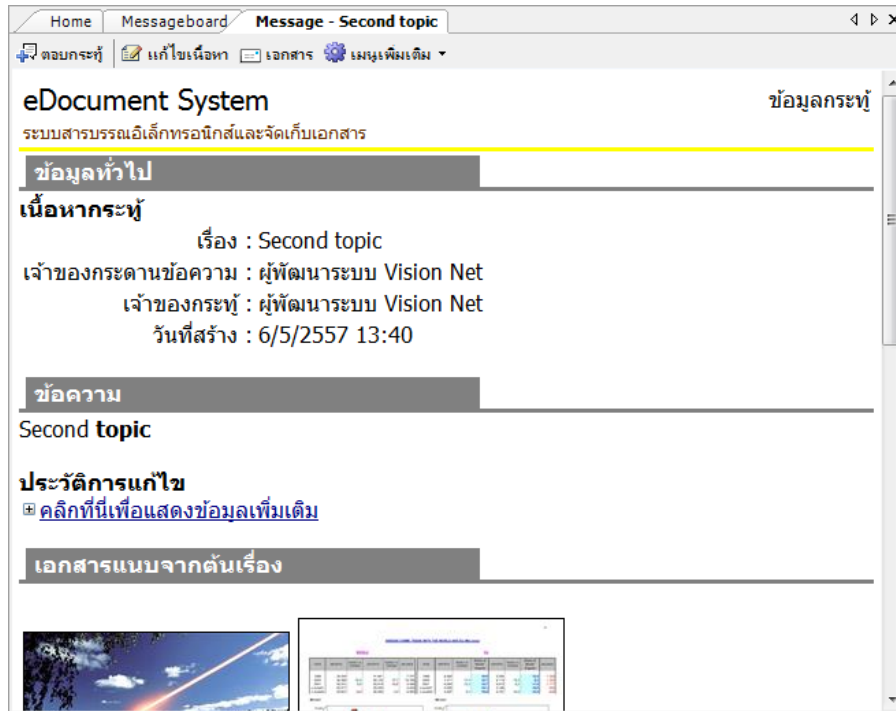 Home Messageboard Message - Second topic
ตอบกระทู้ แก้ไขเนื้อหา เอกสาร เมนูเพิ่มเติม
eDocument System ข้อมูลกระทู้
ระบบสารบรรณอิเล็กทรอนิกส์และจัดเก็บเอกสาร
ข้อมูลทั่วไป
เนื้อหากระทู้
เรื่อง : Second topic
เจ้าของกระดานข้อความ : ผู้พัฒนาระบบ Vision Net
เจ้าของกระทู้ : ผู้พัฒนาระบบ Vision Net
วันที่สร้าง : 6/5/2557 13:40
ข้อความ
Second topic
ประวัติการแก้ไข
คลิกที่นี่เพื่อแสดงข้อมูลเพิ่มเติม
เอกสารแนบจากต้นเรื่อง